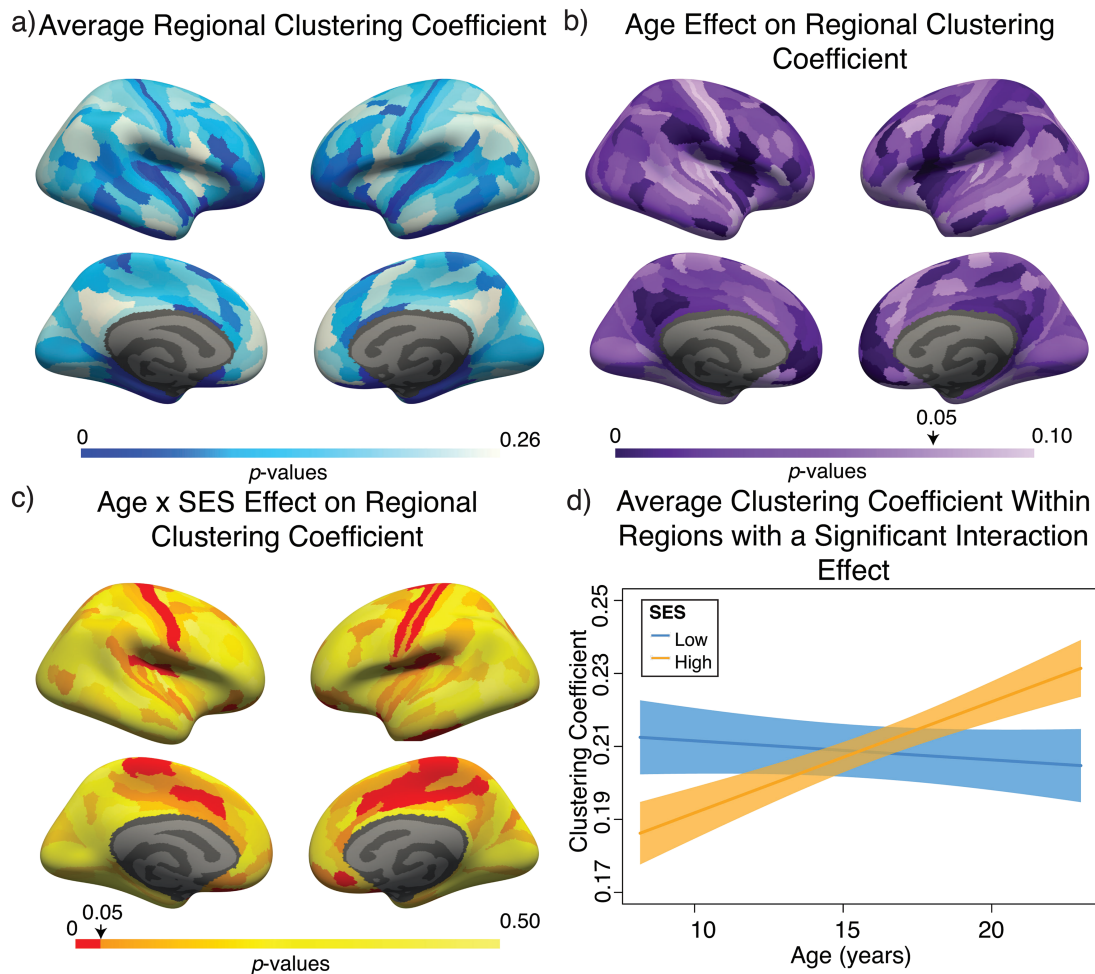 a) Average Regional Clustering Coefficient
0
0.26
p-values
b) Age Effect on Regional Clustering
Coefficient
0
0.05
0.10
p-values
c) Age x SES Effect on Regional
Clustering Coefficient
0
0.05
0.50
p-values
d) Average Clustering Coefficient Within
Regions with a Significant Interaction
Effect
SES
Low
High
Clustering Coefficient
0.25
0.23
0.21
0.19
0.17
10
15
20
Age (years)